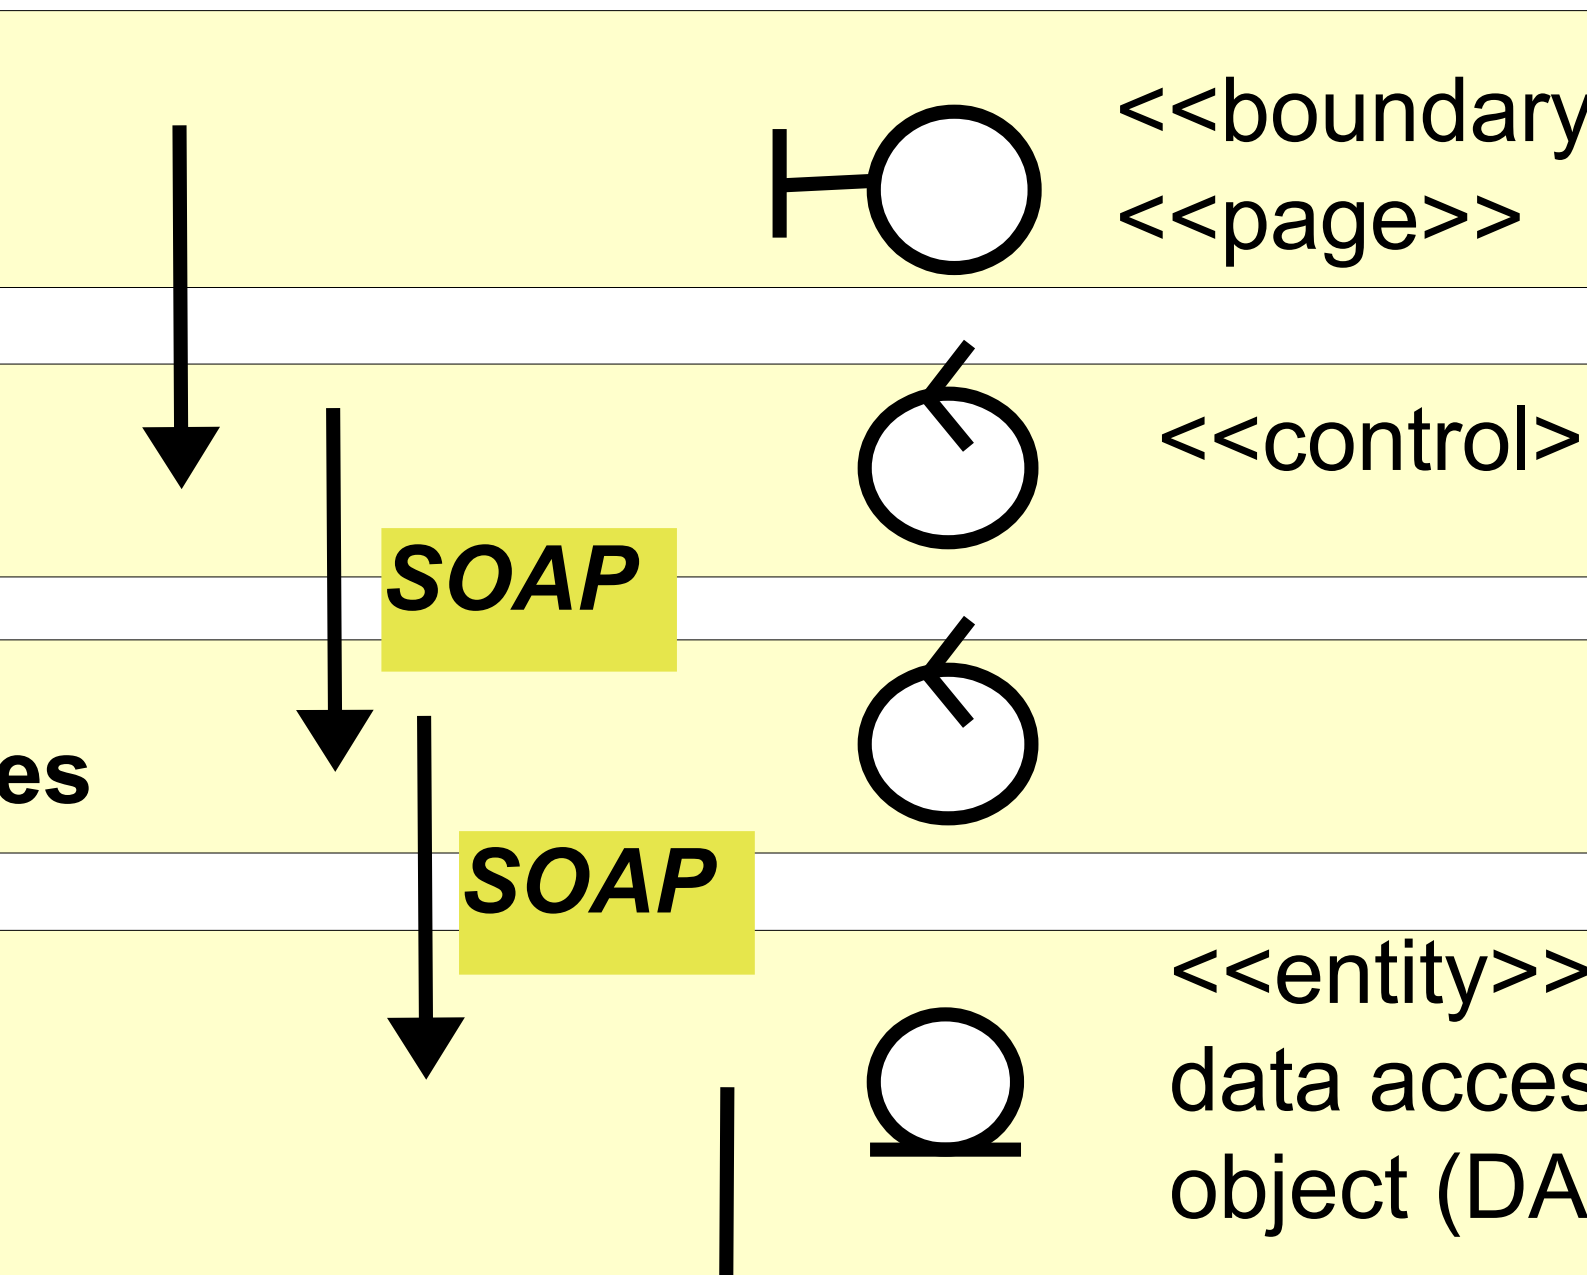 <<boundary
<<page>>
<<control>
SOAP
es
SOAP
<<entity>>
data acces
object (DA